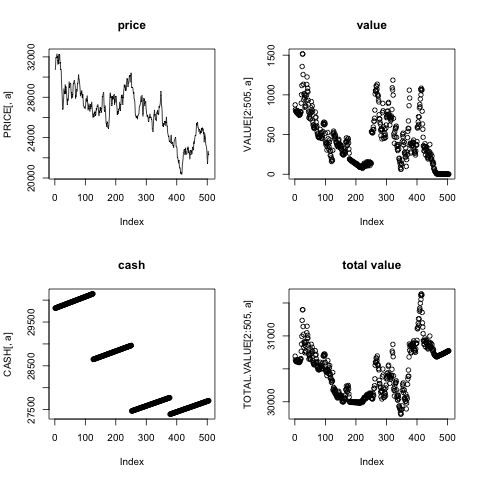 price
PRICE[, a]
20000 24000 28000 32000
0 100 200 300 400 500
Index
value
VALUE[2:505, a]
0 500 1000 1500
0 100 200 300 400 500
Index
cash
CASH[, a]
27500 28500 29500
0 100 200 300 400 500
Index
total value
TOTAL.VALUE[2:505, a]
30000 31000
0 100 200 300 400 500
Index